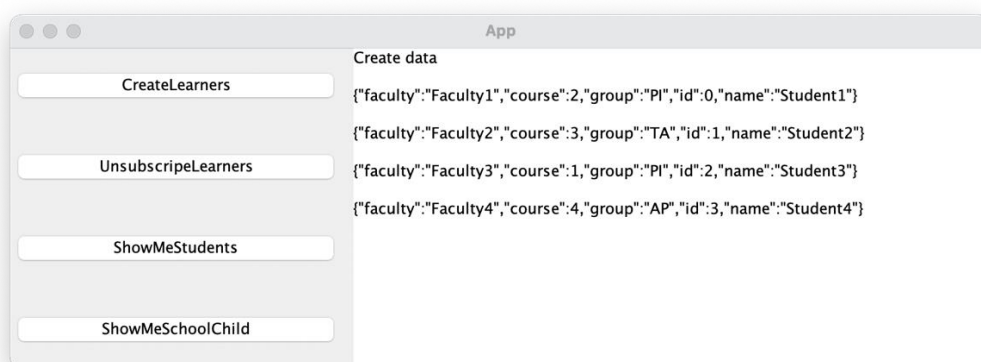 App
CreateLearners
UnsubscripeLearners
ShowMeStudents
ShowMeSchoolChild
Create data
{"faculty":"Faculty1","course":2,"group":"PI","id":0,"name":"Student1"}
{"faculty":"Faculty2","course":3,"group":"TA","id":1,"name":"Student2"}
{"faculty":"Faculty3","course":1,"group":"PI","id":2,"name":"Student3"}
{"faculty":"Faculty4","course":4,"group":"AP","id":3,"name":"Student4"}